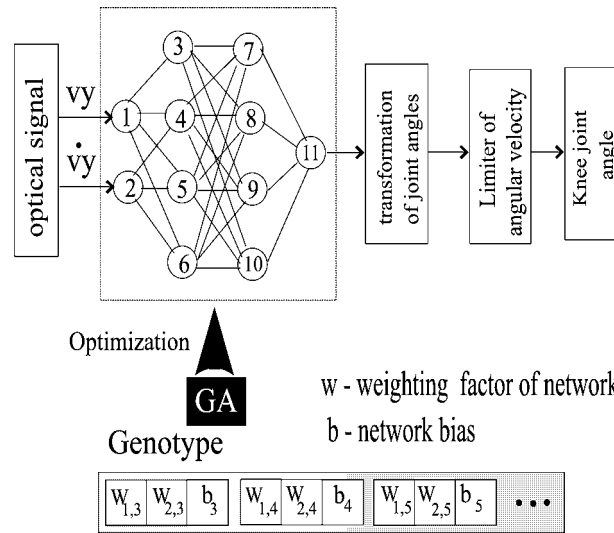 optical signal
vy
v̇y
1
2
3
4
5
6
7
8
9
10
11
transformation
of joint angles
Limiter of
angular velocity
Knee joint
angle
Optimization
GA
Genotype
w - weighting factor of network
b - network bias
W1,3 W2,3 b3 W1,4 W2,4 b4 W1,5 W2,5 b5 •••